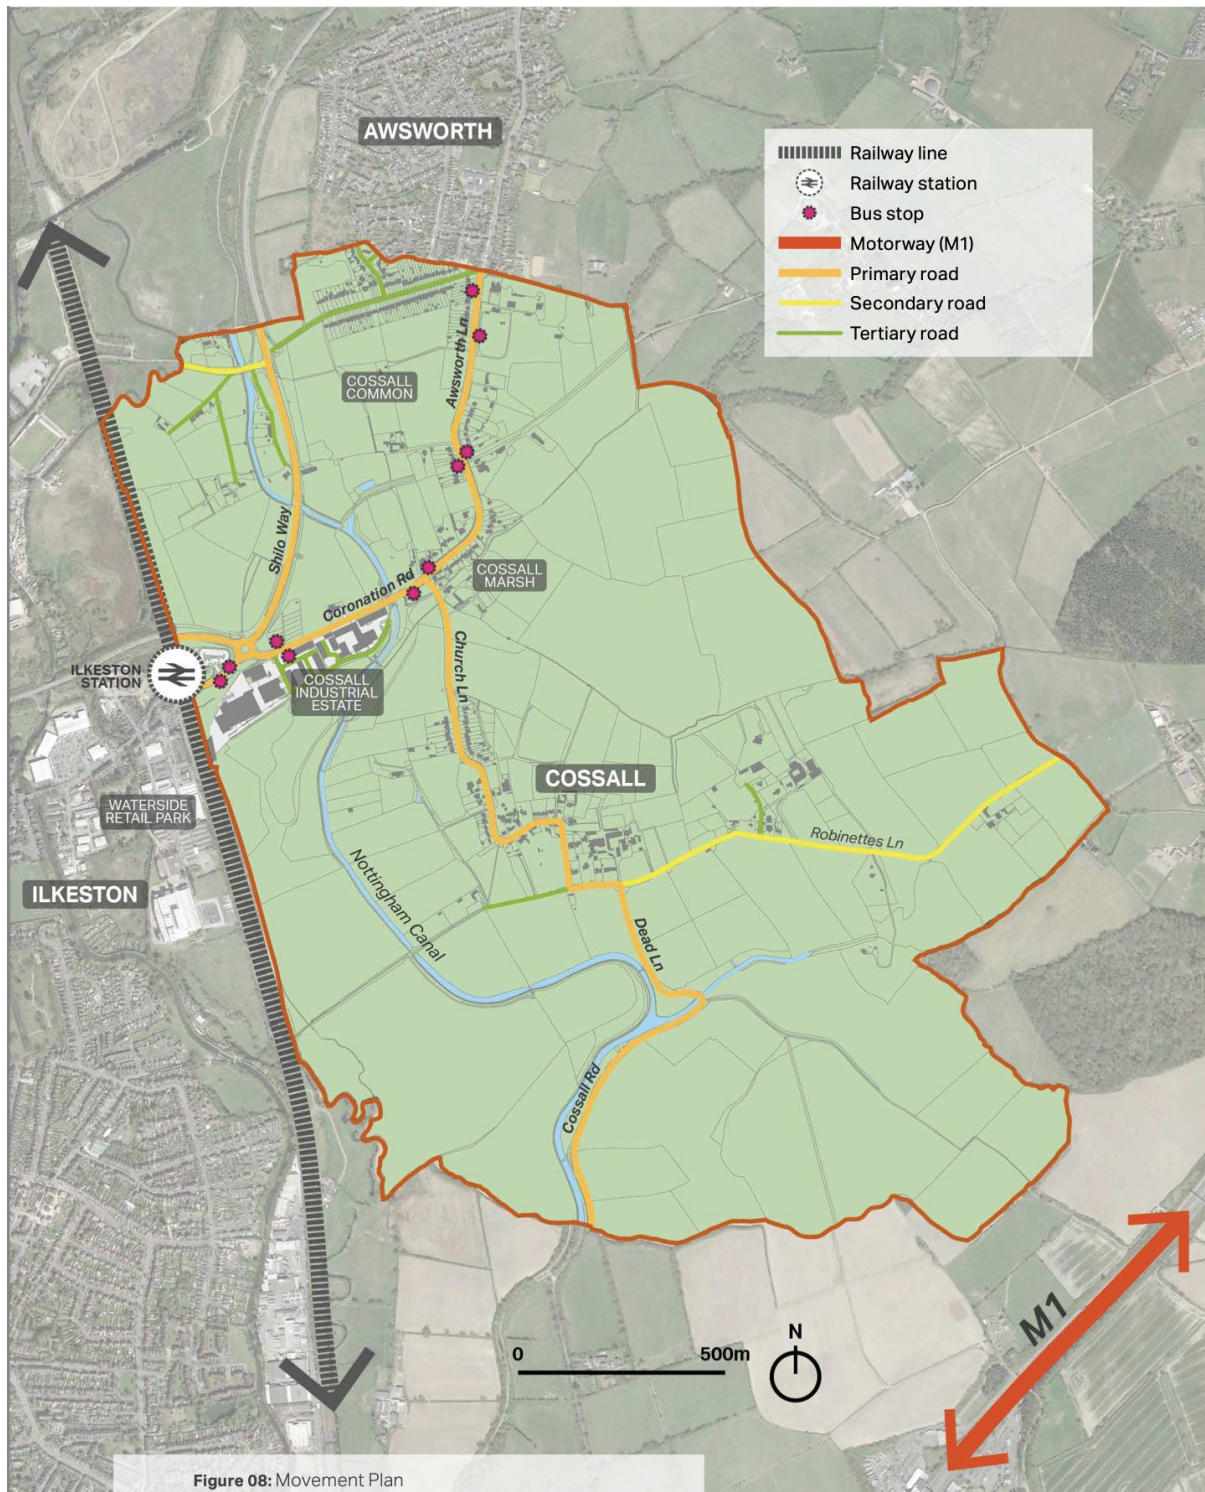 AWSWORTH
Railway line
Railway station
Bus stop
Motorway (M1)
Primary road
Secondary road
Tertiary road
Awsworth Ln
COSSALL
COMMON
Shilo Way
Coronation Rd
COSSALL
MARSH
Church Ln
ILKESTON
STATION
COSSALL
INDUSTRIAL
ESTATE
COSSALL
WATERSIDE
RETAIL PARK
Robinettes Ln
ILKESTON
Nottingham Canal
Dead Ln
Cossall Rd
M1
N
0 500m
Figure 08: Movement Plan